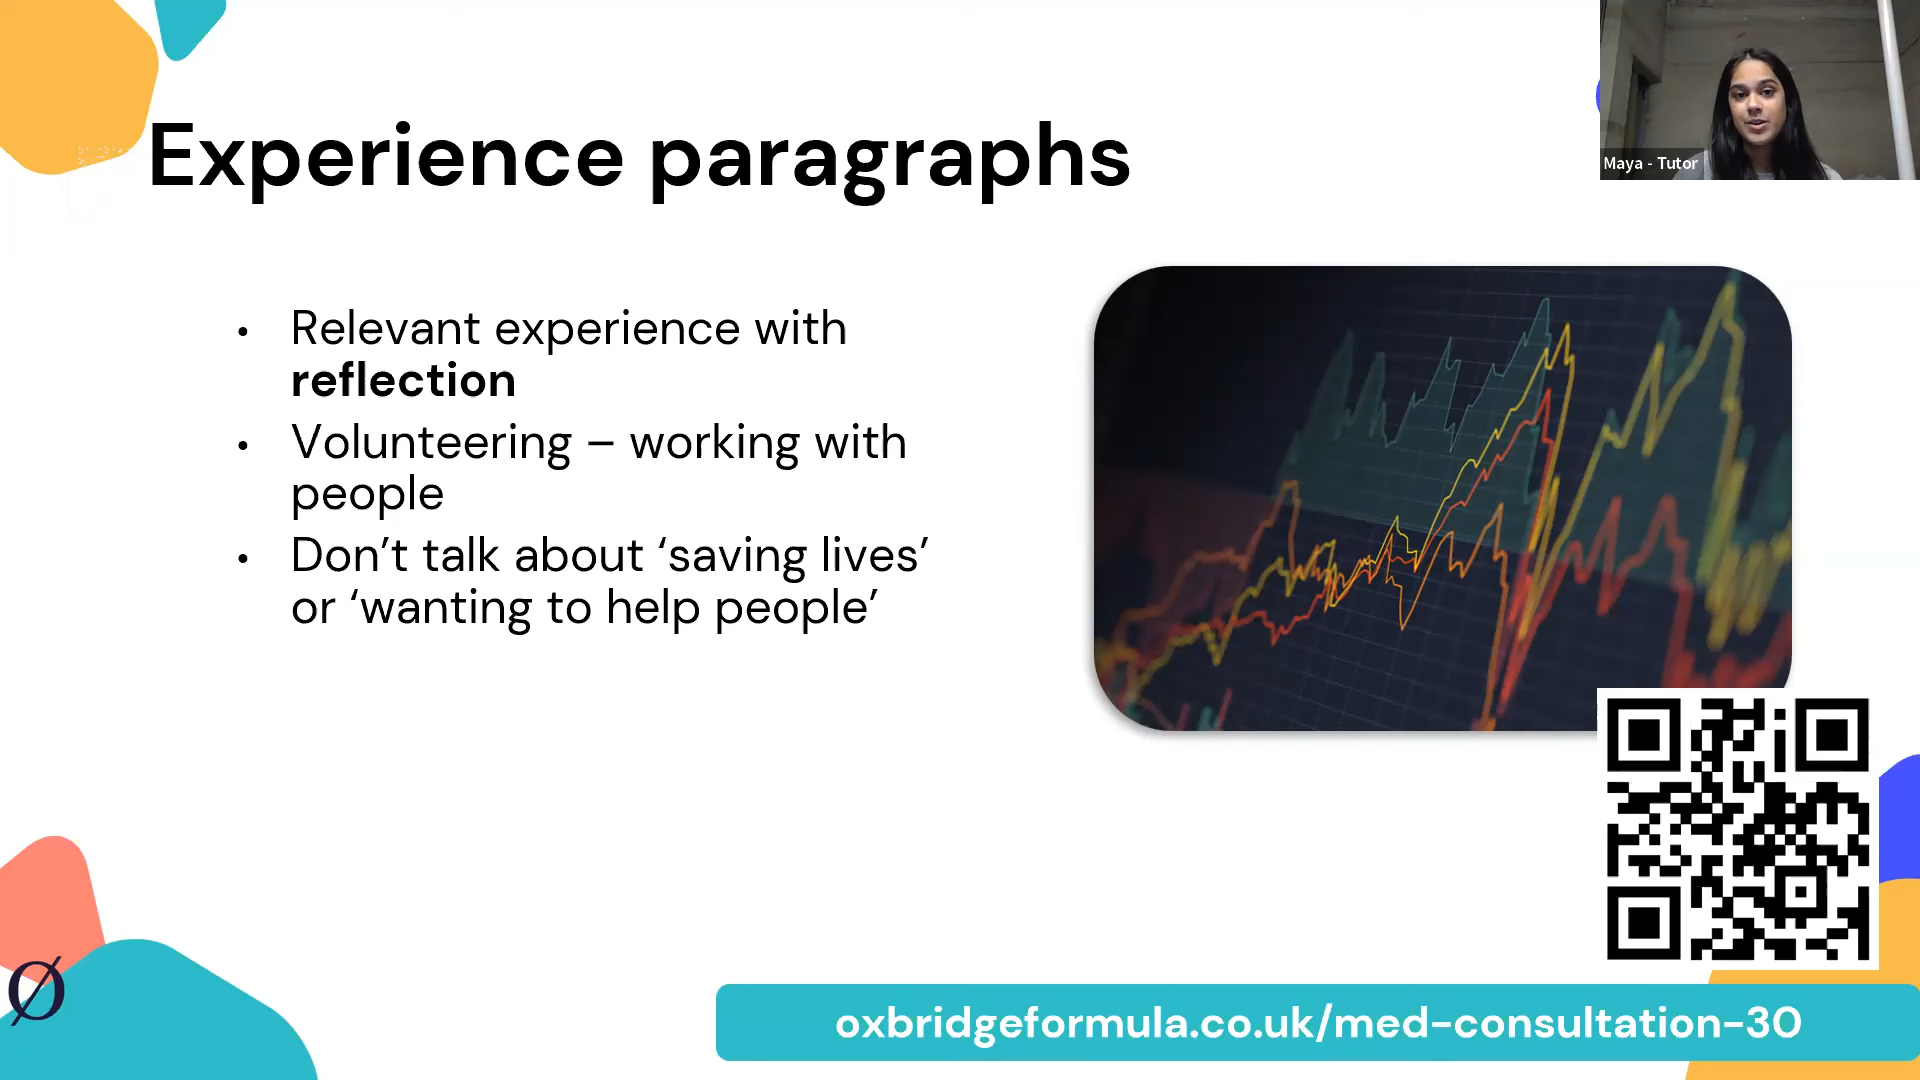 Experience paragraphs
Maya - Tutor
• Relevant experience with
reflection
• Volunteering – working with
people
• Don’t talk about ‘saving lives’
or ‘wanting to help people’
Ø
oxbridgeformula.co.uk/med-consultation-30